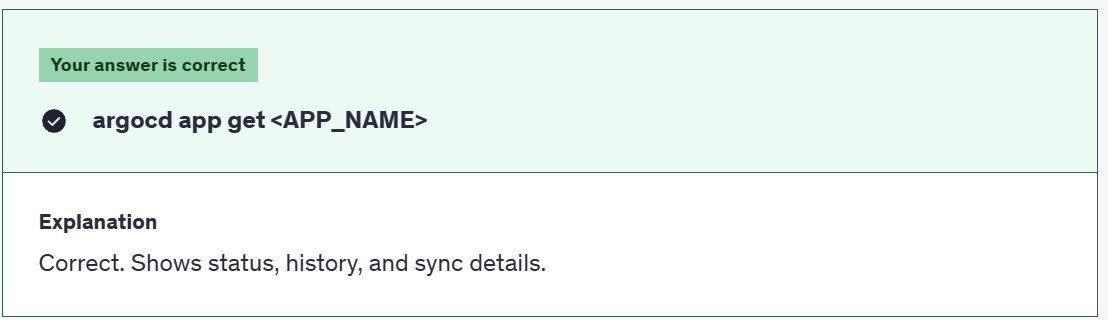 Your answer is correct
argocd app get <APP_NAME>
Explanation
Correct. Shows status, history, and sync details.